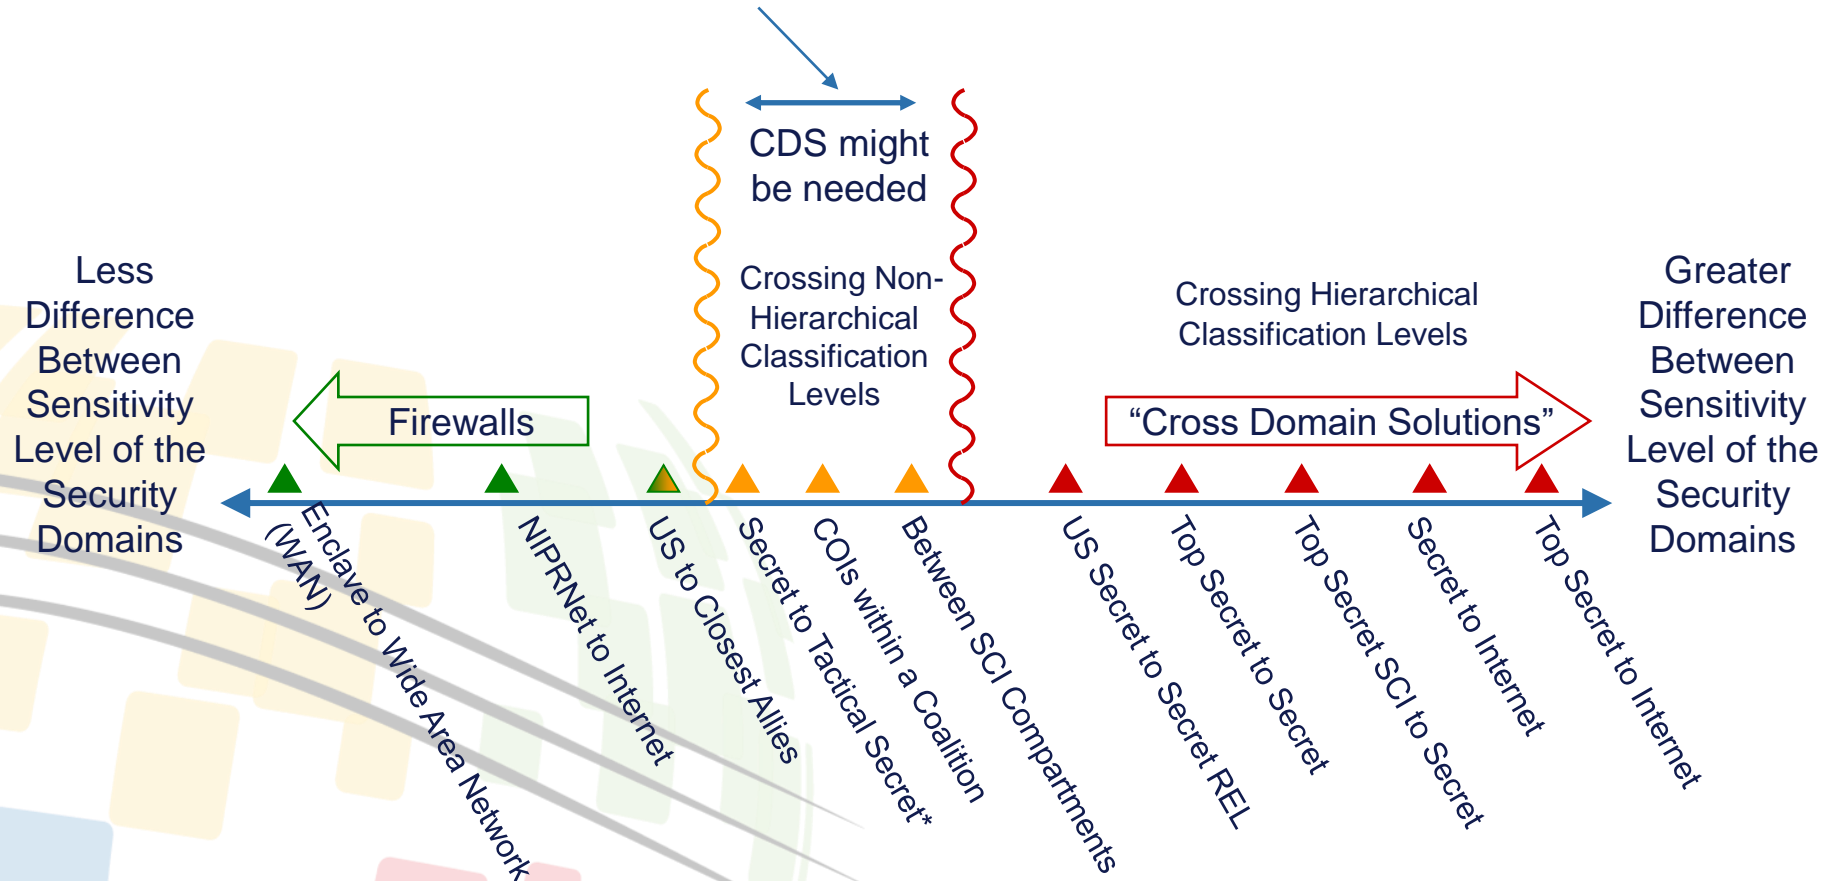 CDS might
be needed
Crossing Non-
Hierarchical
Classification
Levels
Less
Difference
Between
Sensitivity
Level of the
Security
Domains
Firewalls
Crossing Hierarchical
Classification Levels
“Cross Domain Solutions”
Greater
Difference
Between
Sensitivity
Level of the
Security
Domains
Enclave to Wide Area Network
(WAN)
NIPRNet to Internet
US to Closest Allies
Secret to Tactical Secret*
COIs within a Coalition
Between SCI Compartments
US Secret to Secret REL
Top Secret to Secret
Top Secret SCI to Secret
Secret to Internet
Top Secret to Internet